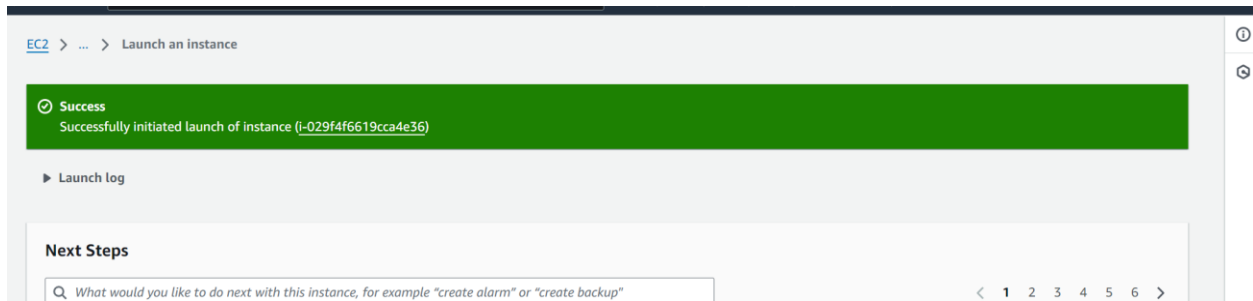 EC2 > ... > Launch an instance
Success
Successfully initiated launch of instance (i-029f4f6619cca4e36)
Launch log
Next Steps
What would you like to do next with this instance, for example "create alarm" or "create backup"
< 1 2 3 4 5 6 >